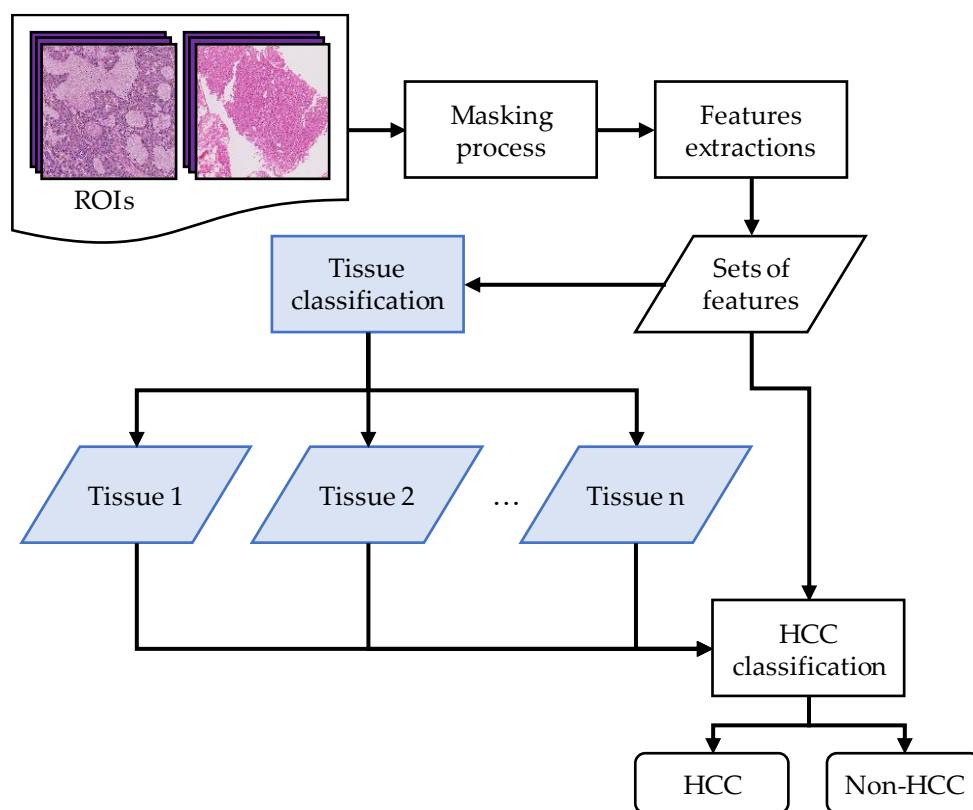 ROIs
Masking
process
Features
extractions
Tissue
classification
Sets of
features
Tissue 1
Tissue 2
...
Tissue n
HCC
classification
HCC
Non-HCC